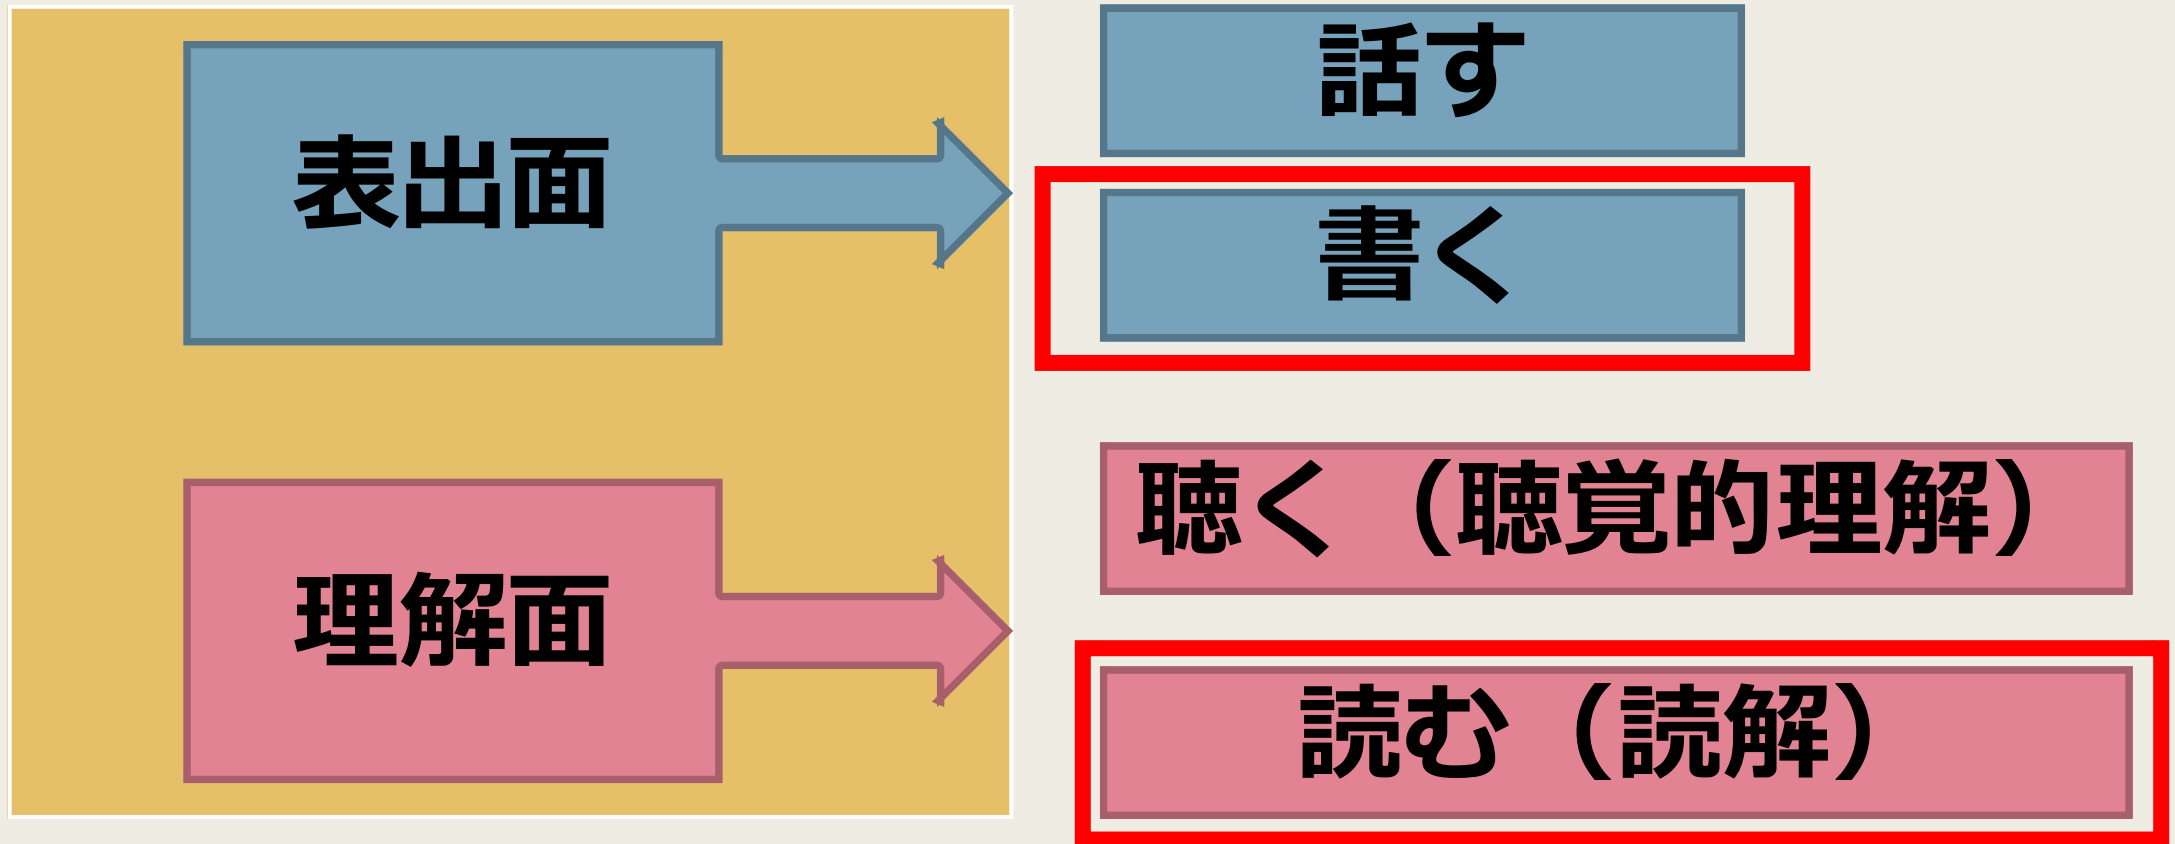 表出面
話す
書く
理解面
聴く（聴覚的理解）
読む（読解）